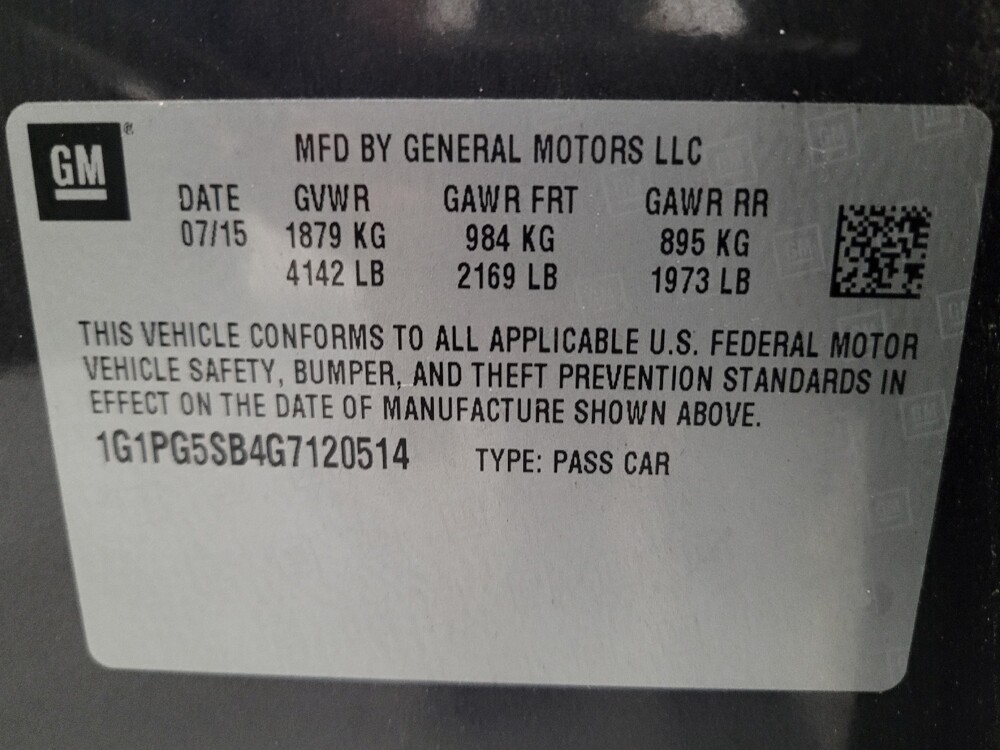 GM®
MFD BY GENERAL MOTORS LLC
DATE GVWR GAWR FRT GAWR RR
07/15 1879 KG 984 KG 895 KG
4142 LB 2169 LB 1973 LB
THIS VEHICLE CONFORMS TO ALL APPLICABLE U.S. FEDERAL MOTOR
VEHICLE SAFETY, BUMPER, AND THEFT PREVENTION STANDARDS IN
EFFECT ON THE DATE OF MANUFACTURE SHOWN ABOVE.
1G1PG5SB4G7120514 TYPE: PASS CAR